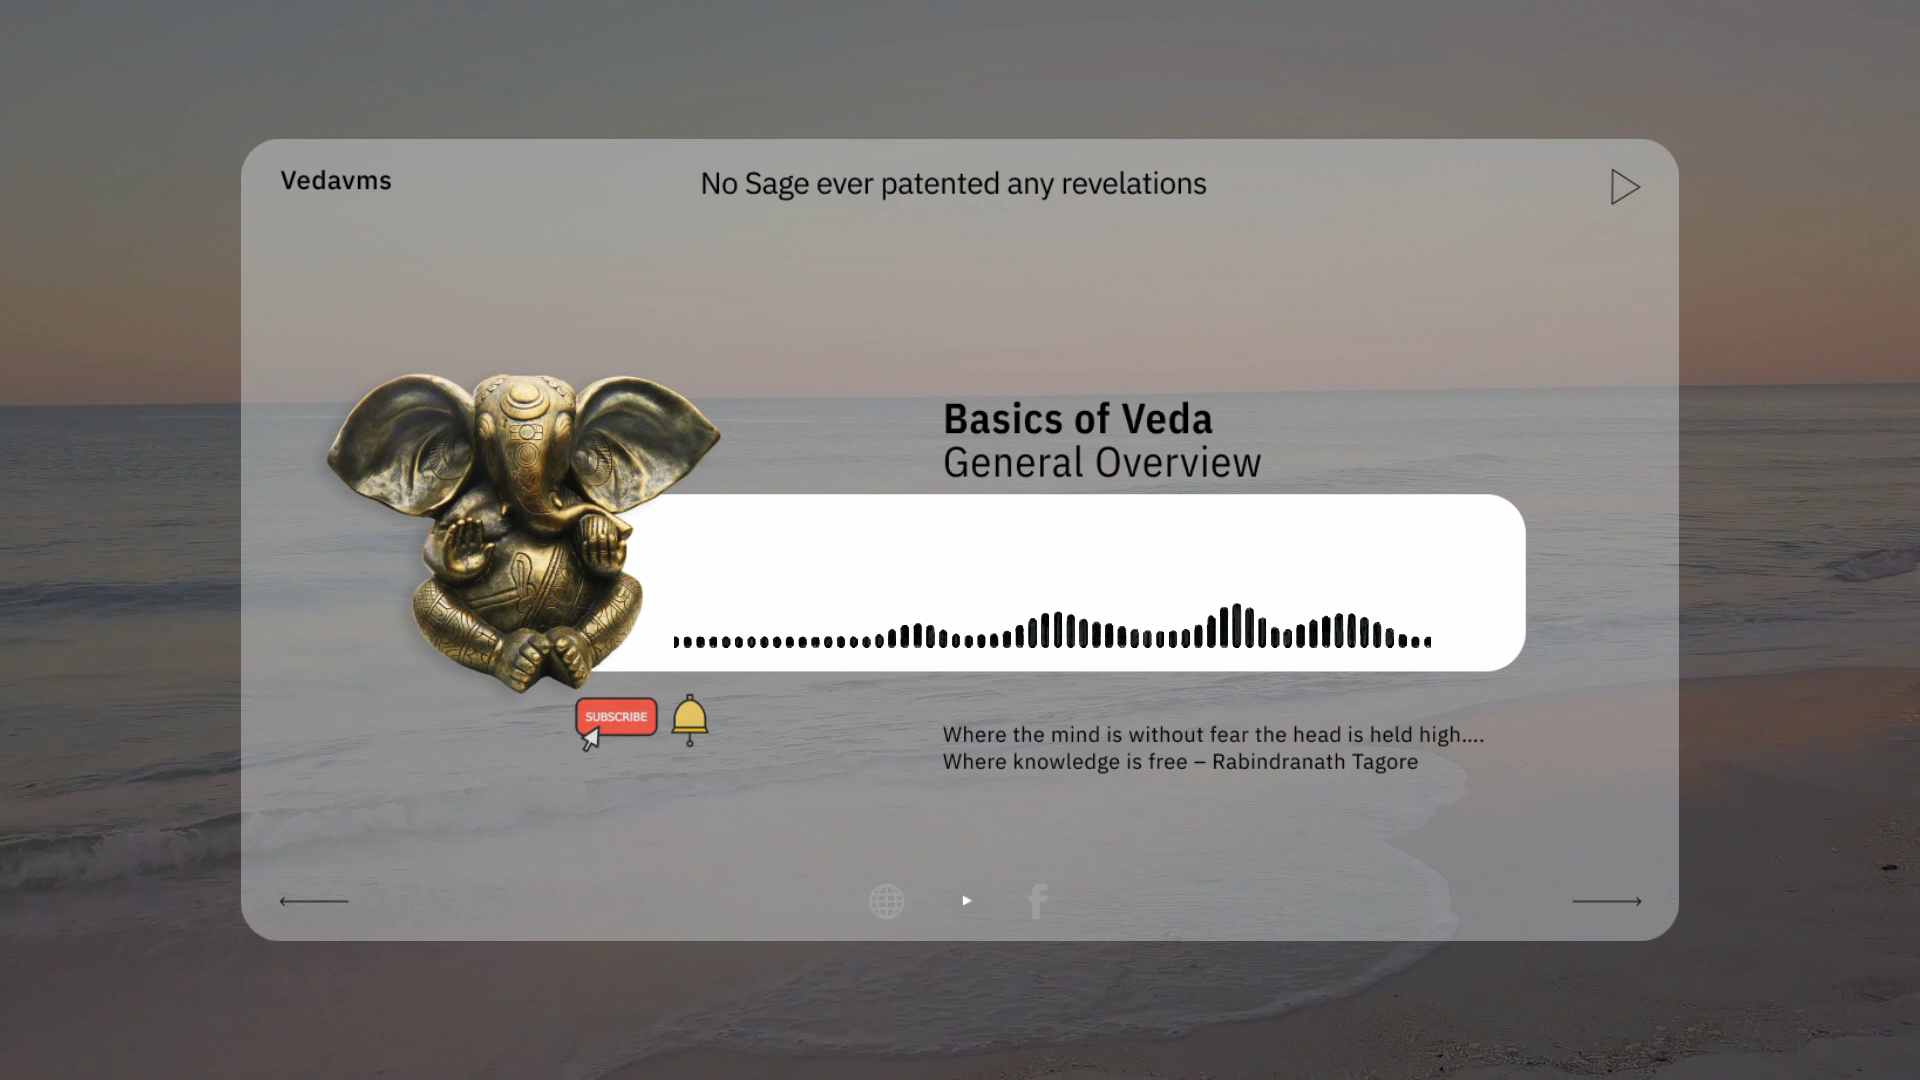 Vedavms
No Sage ever patented any revelations
Basics of Veda
General Overview
SUBSCRIBE
Where the mind is without fear the head is held high....
Where knowledge is free – Rabindranath Tagore